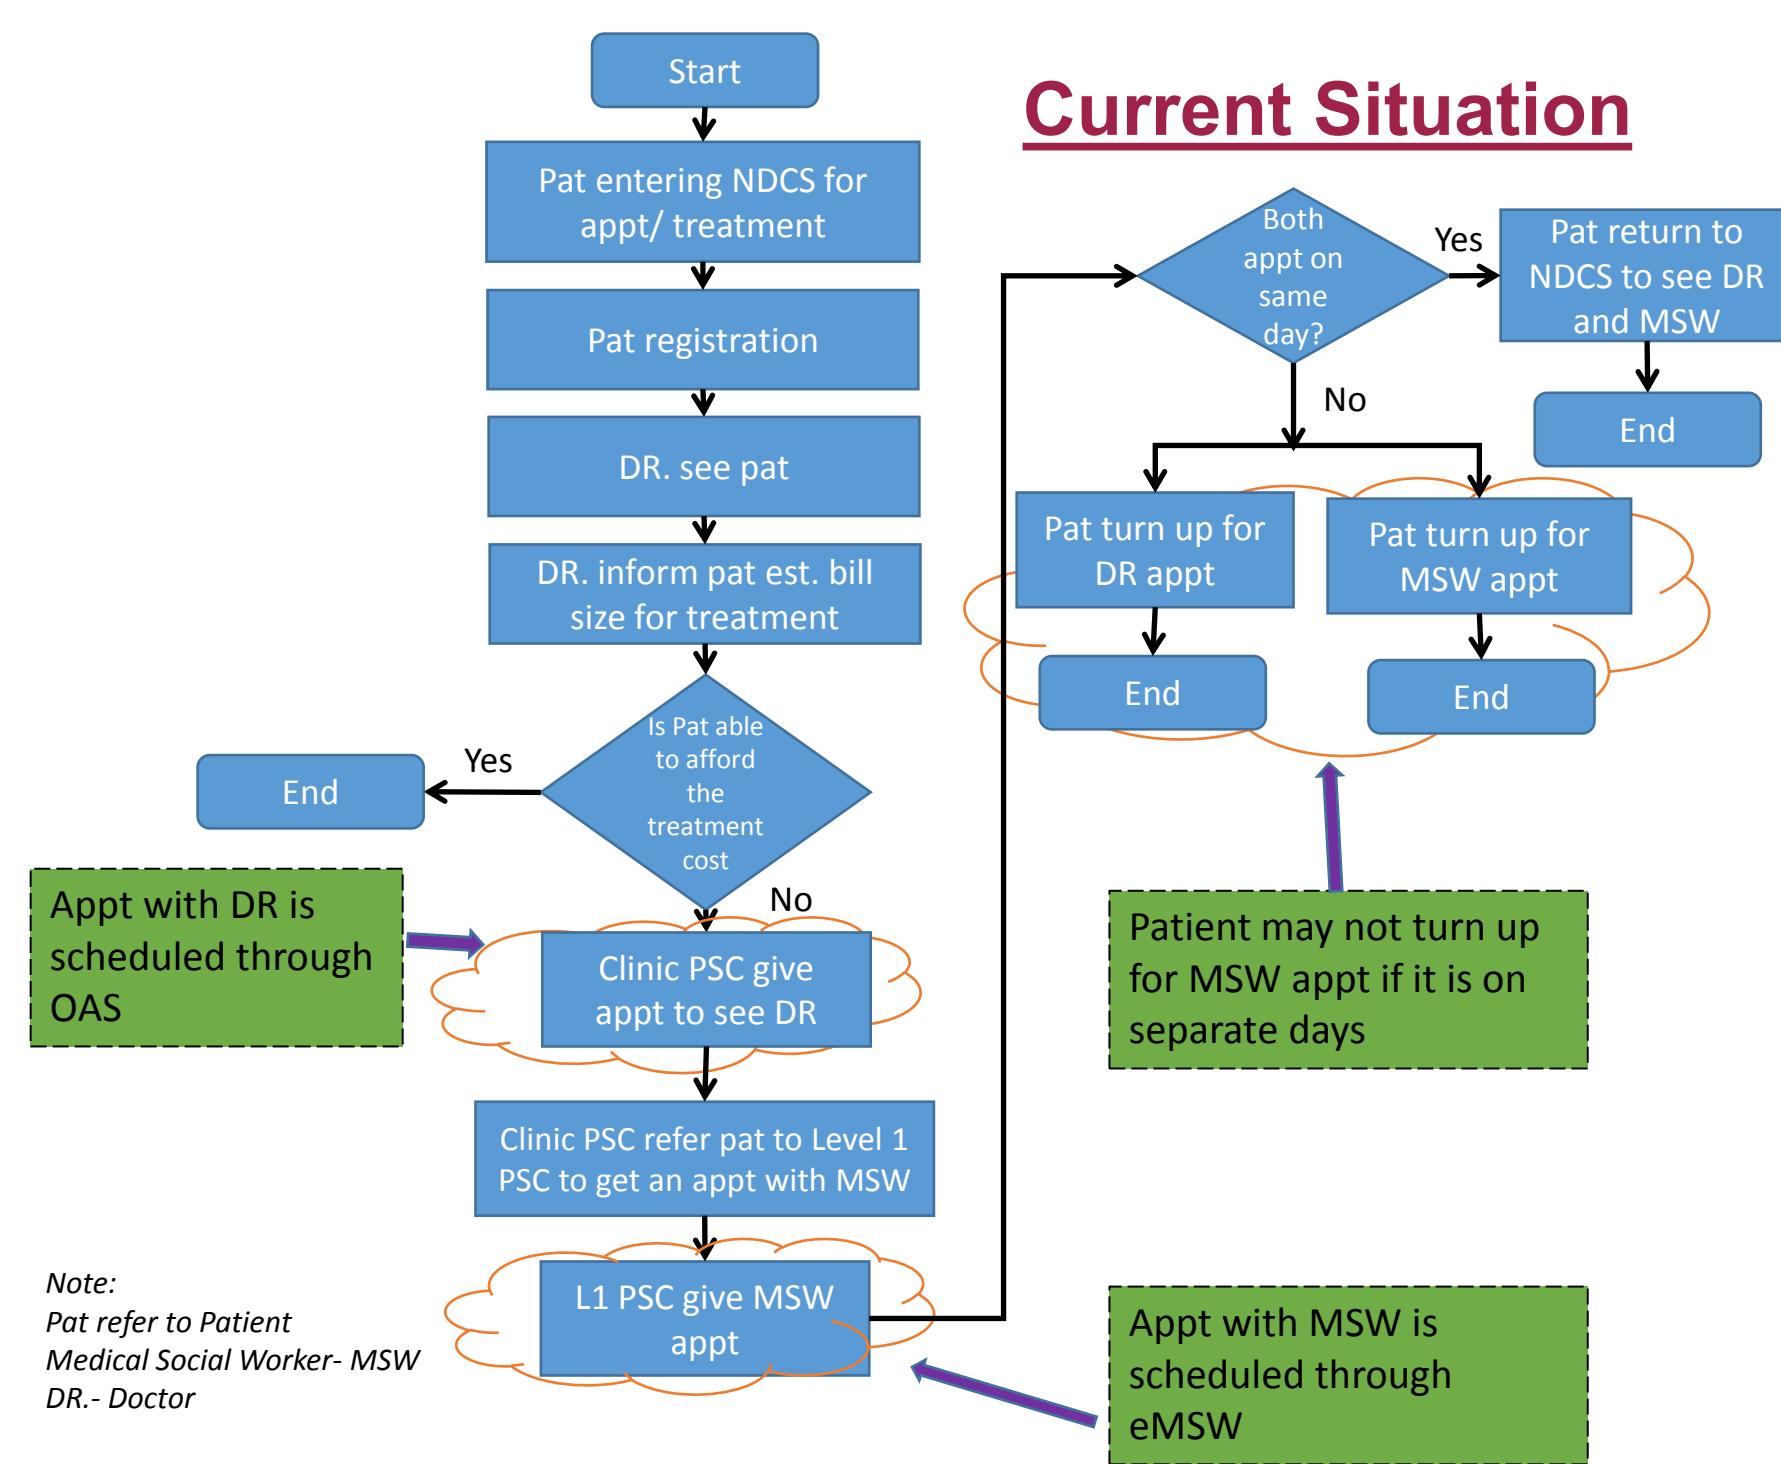 Current Situation
Start
Pat entering NDCS for
appt/ treatment
Pat registration
DR. see pat
DR. inform pat est. bill
size for treatment
Is Pat able
to afford
the
treatment
cost
Yes
End
No
Appt with DR is
scheduled through
OAS
Clinic PSC give
appt to see DR
Clinic PSC refer pat to Level 1
PSC to get an appt with MSW
L1 PSC give MSW
appt
Note:
Pat refer to Patient
Medical Social Worker- MSW
DR.- Doctor
Both
appt on
same
day?
Yes
Pat return to
NDCS to see DR
and MSW
End
No
Pat turn up for
DR appt
End
Pat turn up for
MSW appt
End
Patient may not turn up
for MSW appt if it is on
separate days
Appt with MSW is
scheduled through
eMSW